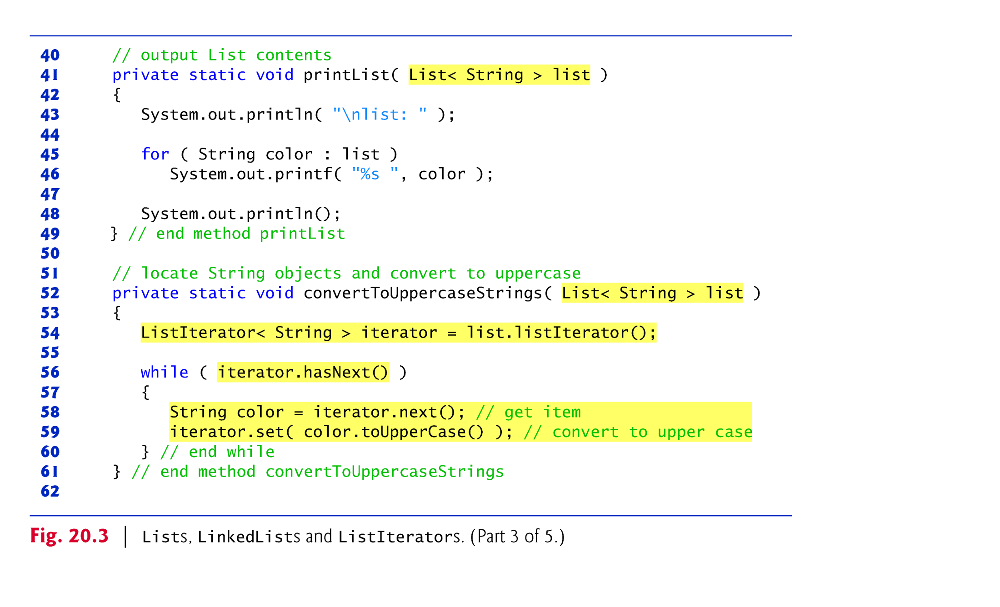 40 // output List contents
41 private static void printList( List< String > list )
42 {
43 System.out.println( "\nlist: " );
44
45 for ( String color : list )
46 System.out.printf( "%s ", color );
47
48 System.out.println();
49 } // end method printList
50
51 // locate String objects and convert to uppercase
52 private static void convertToUppercaseStrings( List< String > list )
53 {
54 ListIterator< String > iterator = list.listIterator();
55
56 while ( iterator.hasNext() )
57 {
58 String color = iterator.next(); // get item
59 iterator.set( color.toUpperCase() ); // convert to upper case
60 } // end while
61 } // end method convertToUppercaseStrings
62
Fig. 20.3 | Lists, LinkedLists and ListIterators. (Part 3 of 5.)